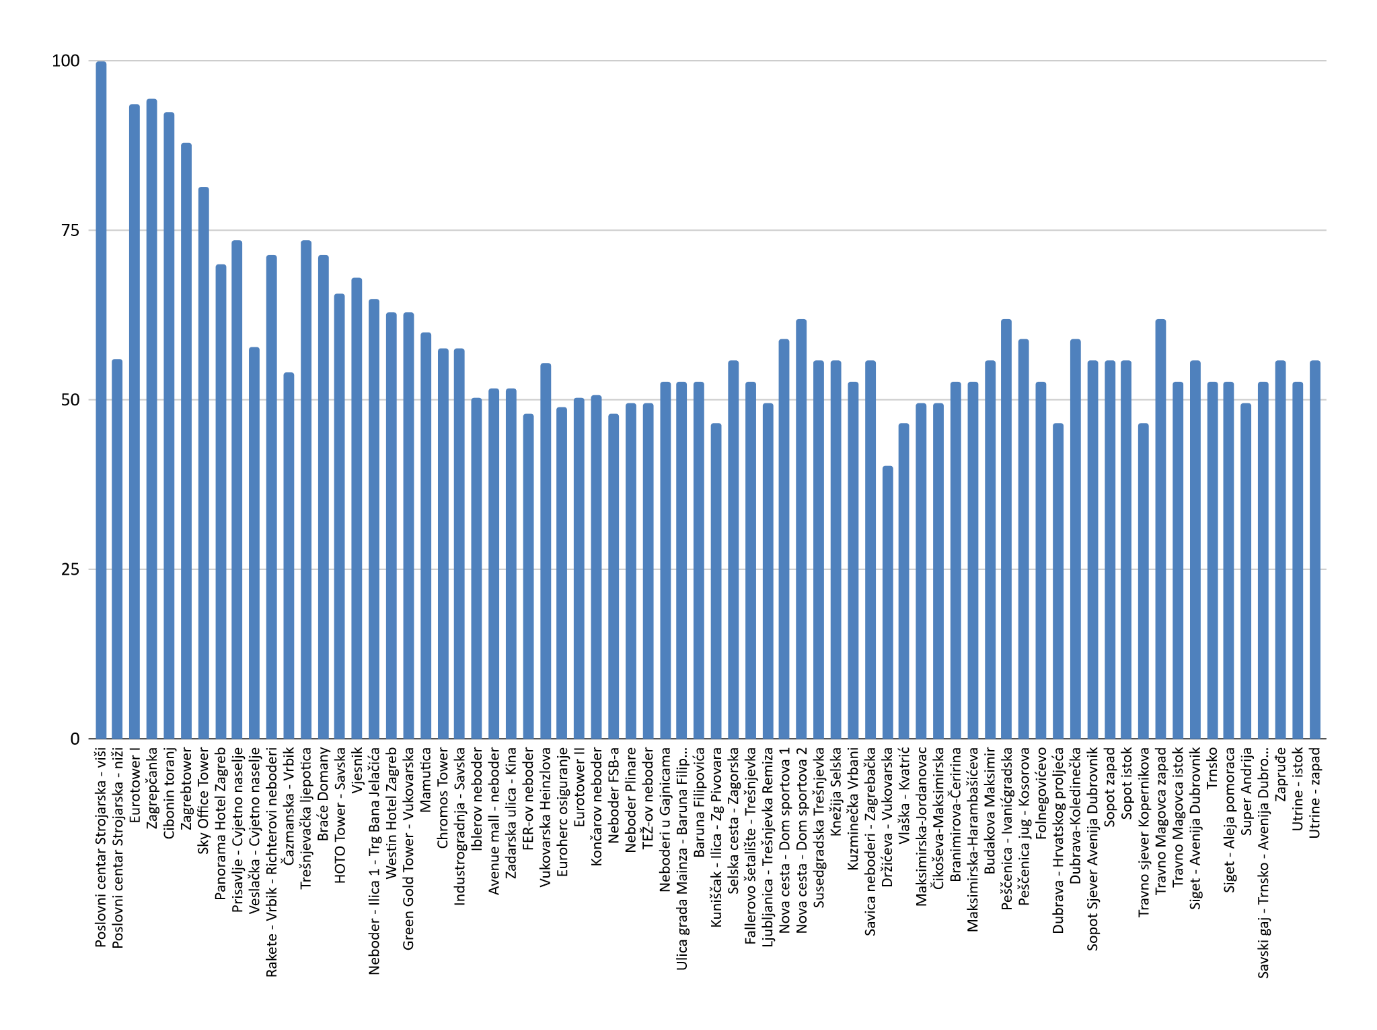 100
75
50
25
0
Poslovni centar Strojarska - viši
Poslovni centar Strojarska - niži
Eurotower I
Zagrepčanka
Cibonin toranj
Zagrebtower
Sky Office Tower
Panorama Hotel Zagreb
Prisavlje - Cvjetno naselje
Veslačka - Cvjetno naselje
Rakete - Vrbik - Richterovi neboderi
Čazmanska - Vrbik
Trešnjevačka ljepotica
Braće Domany
HOTO Tower - Savska
Vjesnik
Neboder - Ilica 1 - Trg Bana Jelačića
Westin Hotel Zagreb
Green Gold Tower - Vukovarska
Mamutica
Chromos Tower
Industrogradnja - Savska
Iblerov neboder
Avenue mall - neboder
Zadarska ulica - Kina
FER-ov neboder
Vukovarska Heinzlova
Euroherc osiguranje
Eurotower II
Končarov neboder
Neboder FSB-a
Neboder Plinare
TEŽ-ov neboder
Neboderi u Gajnicama
Ulica grada Mainza - Baruna Filip...
Baruna Filipovića
Kunišćak - Ilica - Zg Pivovara
Selska cesta - Zagorska
Fallerovo šetalište - Trešnjevka
Ljubljanica - Trešnjevka Remiza
Nova cesta - Dom sportova 1
Nova cesta - Dom sportova 2
Susedgradska Trešnjevka
Knežija Selska
Kuzminečka Vrbani
Savica neboderi - Zagrebačka
Držićeva - Vukovarska
Vlaška - Kvatrić
Maksimirska-Jordanovac
Čikoševa-Maksimirska
Branimirova-Čeririna
Maksimirska-Harambašićeva
Budakova Maksimir
Peščenica - Ivanićgradska
Peščenica jug - Kosorova
Folnegovićevo
Dubrava - Hrvatskog proljeća
Dubrava-Koledinečka
Sopot Sjever Avenija Dubrovnik
Sopot zapad
Sopot istok
Travno sjever Kopernikova
Travno Magovca zapad
Travno Magovca istok
Siget - Avenija Dubrovnik
Trnsko
Siget - Aleja pomoraca
Super Andrija
Savski gaj - Trnsko - Avenija Dubro...
Zapruđe
Utrine - istok
Utrine - zapad